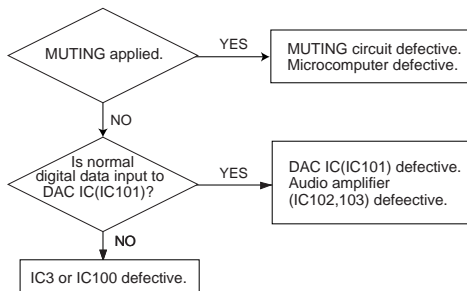 MUTING applied.
YES
MUTING circuit defective.
Microcomputer defective.
NO
Is normal
digital data input to
DAC IC(IC101)?
YES
DAC IC(IC101) defective.
Audio amplifier
(IC102,103) defeective.
NO
IC3 or IC100 defective.